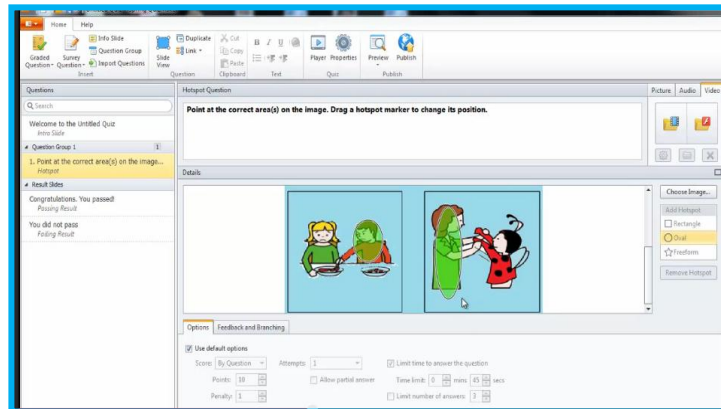 Home Help
Graded Question
Survey Question
Info Slide
Question Group
Import Questions
Insert
Slide View
Duplicate
Link
Question
Cut
Copy
Paste
Clipboard
B I U
Text
Player Properties
Quiz
Preview Publish
Publish
Questions
Search
Welcome to the Untitled Quiz
Intro Slide
Question Group 1 1
1. Point at the correct area(s) on the image...
Hotspot
Result Slides
Congratulations. You passed!
Passing Result
You did not pass
Failing Result
Hotspot Question
Point at the correct area(s) on the image. Drag a hotspot marker to change its position.
Picture Audio Video
Details
Choose Image...
Add Hotspot
Rectangle
Oval
Freeform
Remove Hotspot
Options Feedback and Branching
Use default options
Score: By Question Attempts: 1 Limit time to answer the question
Points: 10 Allow partial answer Time limit: 0 mins 45 secs
Penalty: 1 Limit number of answers: 3